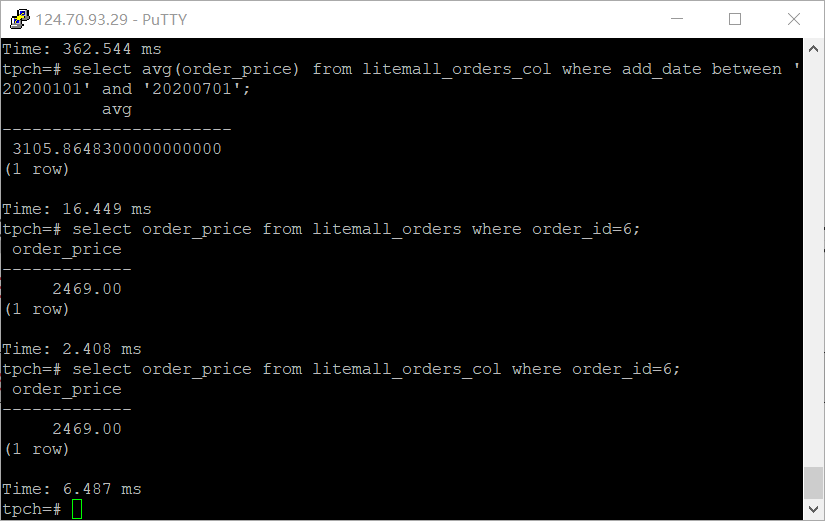 124.70.93.29 - PuTTY
Time: 362.544 ms
tpch=# select avg(order_price) from litemall_orders_col where add_date between '
20200101' and '20200701';
          avg
-----------------------
 3105.8648300000000000
(1 row)

Time: 16.449 ms
tpch=# select order_price from litemall_orders where order_id=6;
 order_price
-------------
     2469.00
(1 row)

Time: 2.408 ms
tpch=# select order_price from litemall_orders_col where order_id=6;
 order_price
-------------
     2469.00
(1 row)

Time: 6.487 ms
tpch=#